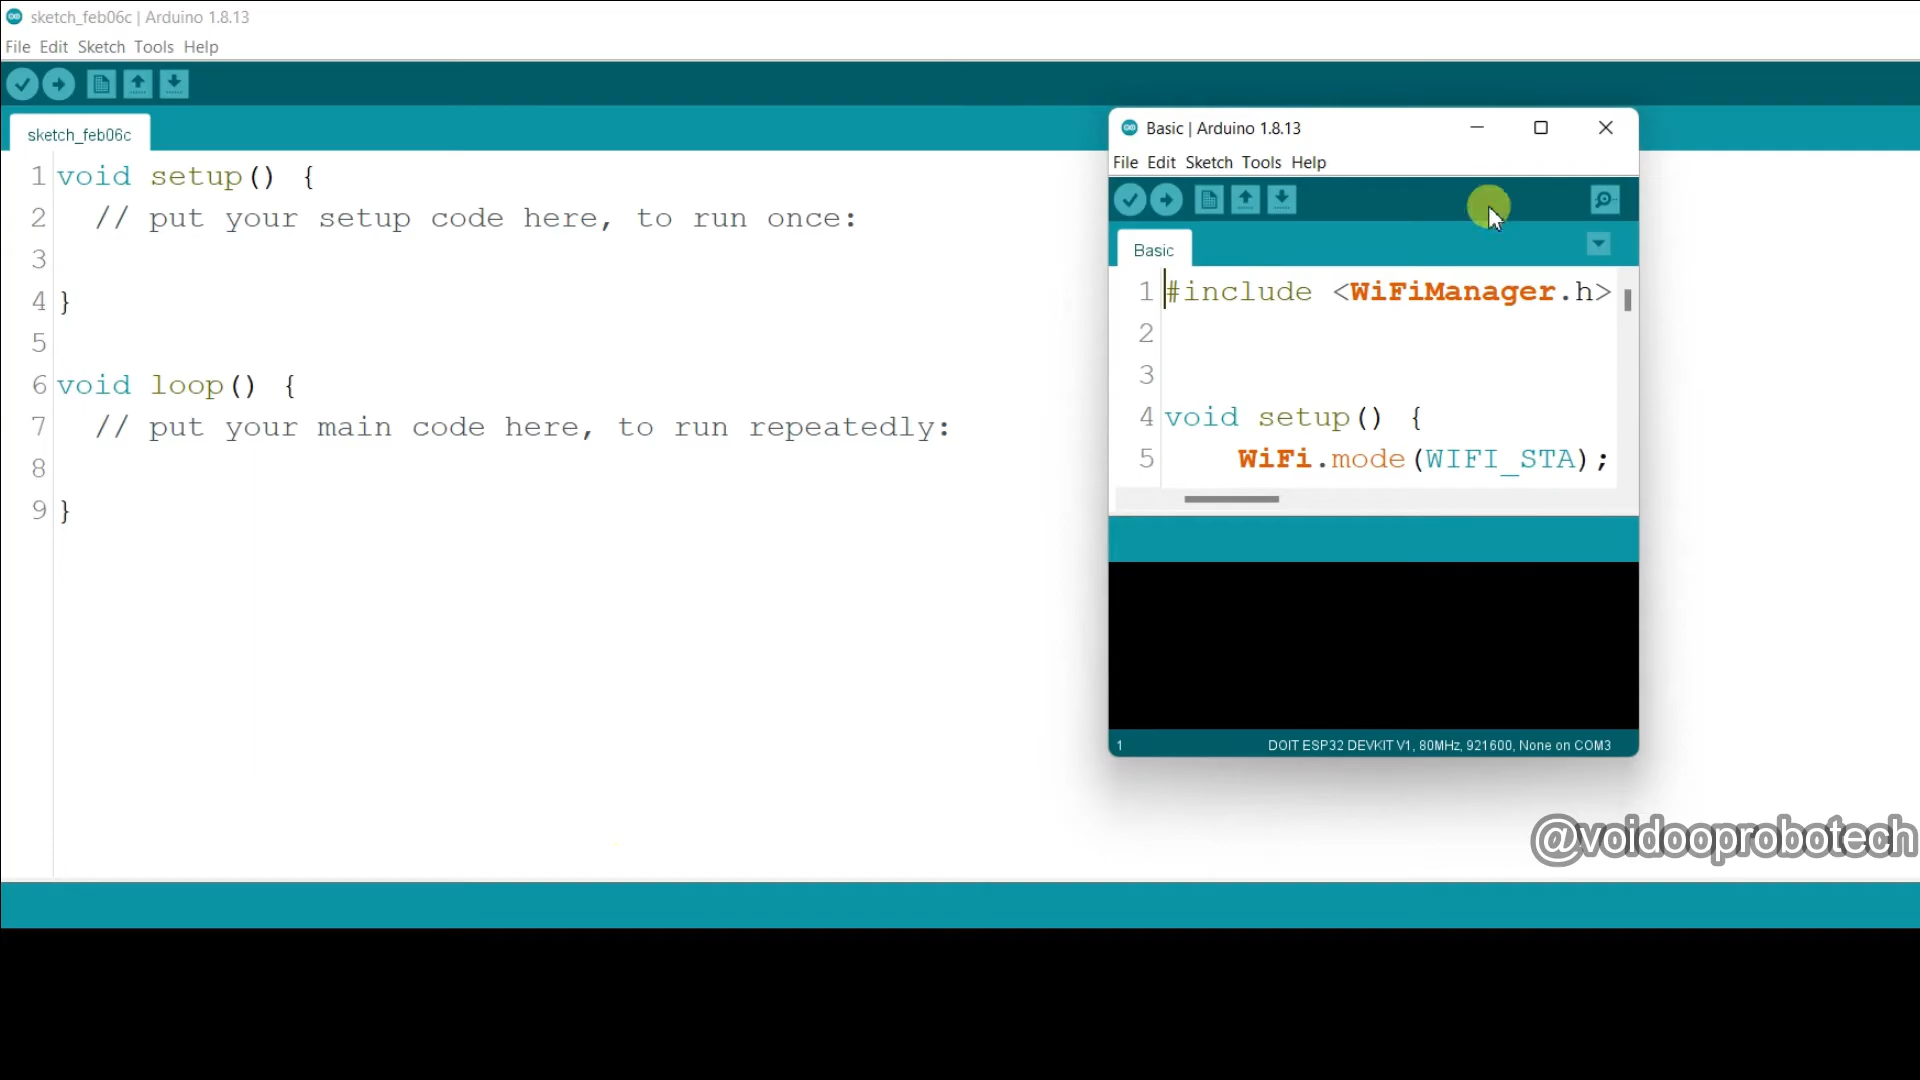 sketch_feb06c | Arduino 1.8.13
File Edit Sketch Tools Help
sketch_feb06c
1 void setup() {
2 // put your setup code here, to run once:
3
4 }
5
6 void loop() {
7 // put your main code here, to run repeatedly:
8
9 }
Basic | Arduino 1.8.13
File Edit Sketch Tools Help
Basic
1 #include <WiFiManager.h>
2
3
4 void setup() {
5 WiFi.mode(WIFI_STA);
1 DOIT ESP32 DEVKIT V1, 80MHz, 921600, None on COM3
@voidooprobotech